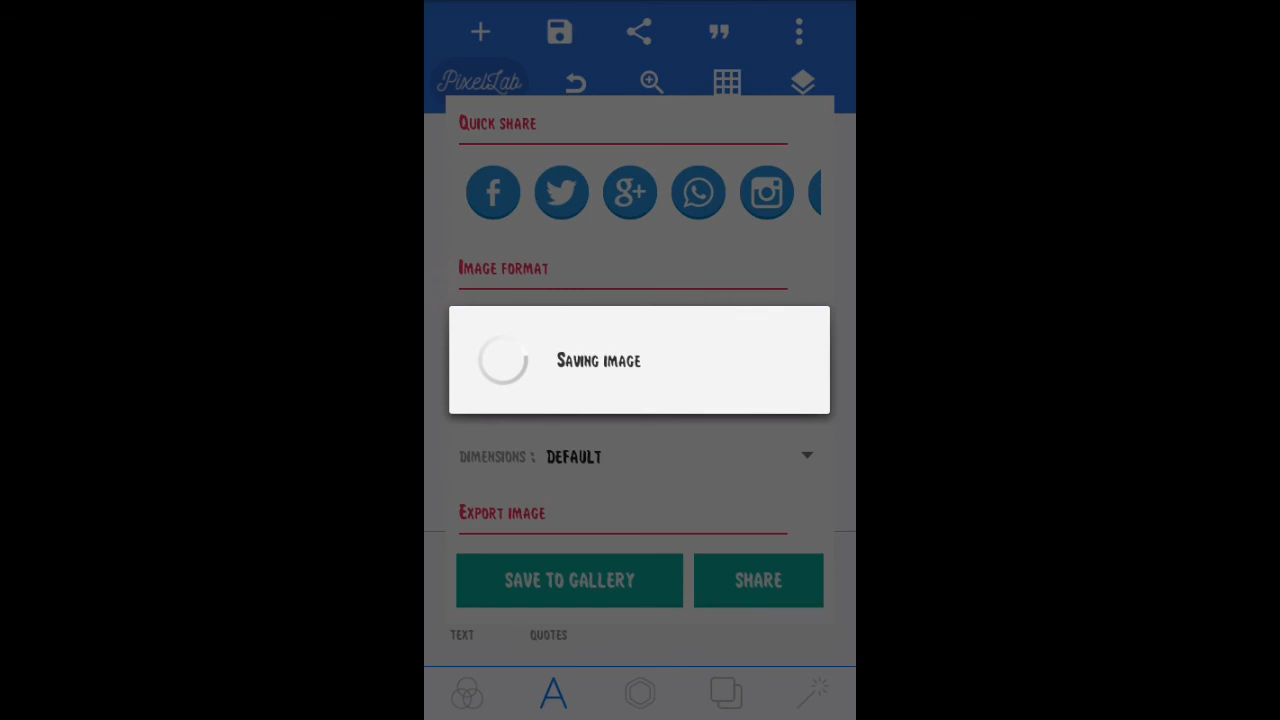 PixelLab
Quick share
Image format
Saving image
Dimensions : Default
Export image
Save to gallery Share
Text Quotes